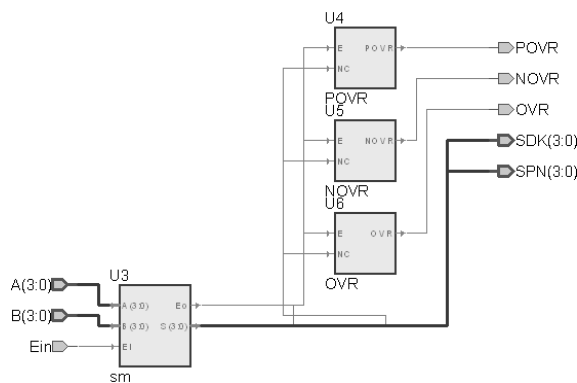 U4
E POVR
NC
POVR
POVR
U5
E NOVR
NC
NOVR
NOVR
U6
E OVR
NC
OVR
OVR
SDK(3:0)
SPN(3:0)
U3
A(3:0)
A(3:0) Eo
B(3:0)
B(3:0) S(3:0)
Ein
EI
sm